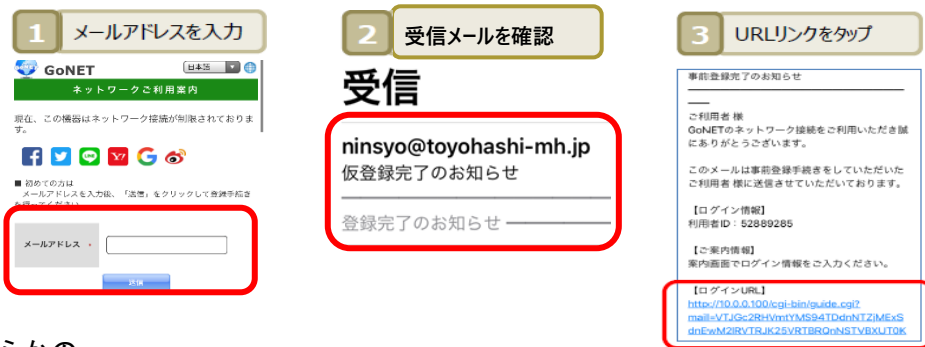 1 メールアドレスを入力
GoNET
日本語
ネットワークご利用案内
現在、この機器はネットワーク接続が制限されておりま
す。
■ 初めての方は
メールアドレスを入力後、「送信」をクリックして登録手続き
を行ってください
メールアドレス *
送信
2 受信メールを確認
受信
ninsyo@toyohashi-mh.jp
仮登録完了のお知らせ
登録完了のお知らせ
3 URLリンクをタップ
事前登録完了のお知らせ
ご利用者 様
GoNETのネットワーク接続をご利用いただき誠
にありがとうございます。
このメールは事前登録手続きをしていただいた
ご利用者 様に送信させていただいております。
【ログイン情報】
利用者ID : 52889285
【ご案内情報】
案内画面でログイン情報をご入力ください。
【ログインURL】
http://10.0.0.100/cgi-bin/guide.cgi?
mail=VTJGc2RHVmtYMS94TDdnNTZjMExS
dnEwM2lRVTRJK25VRTBRQnNSTVBXUT0K